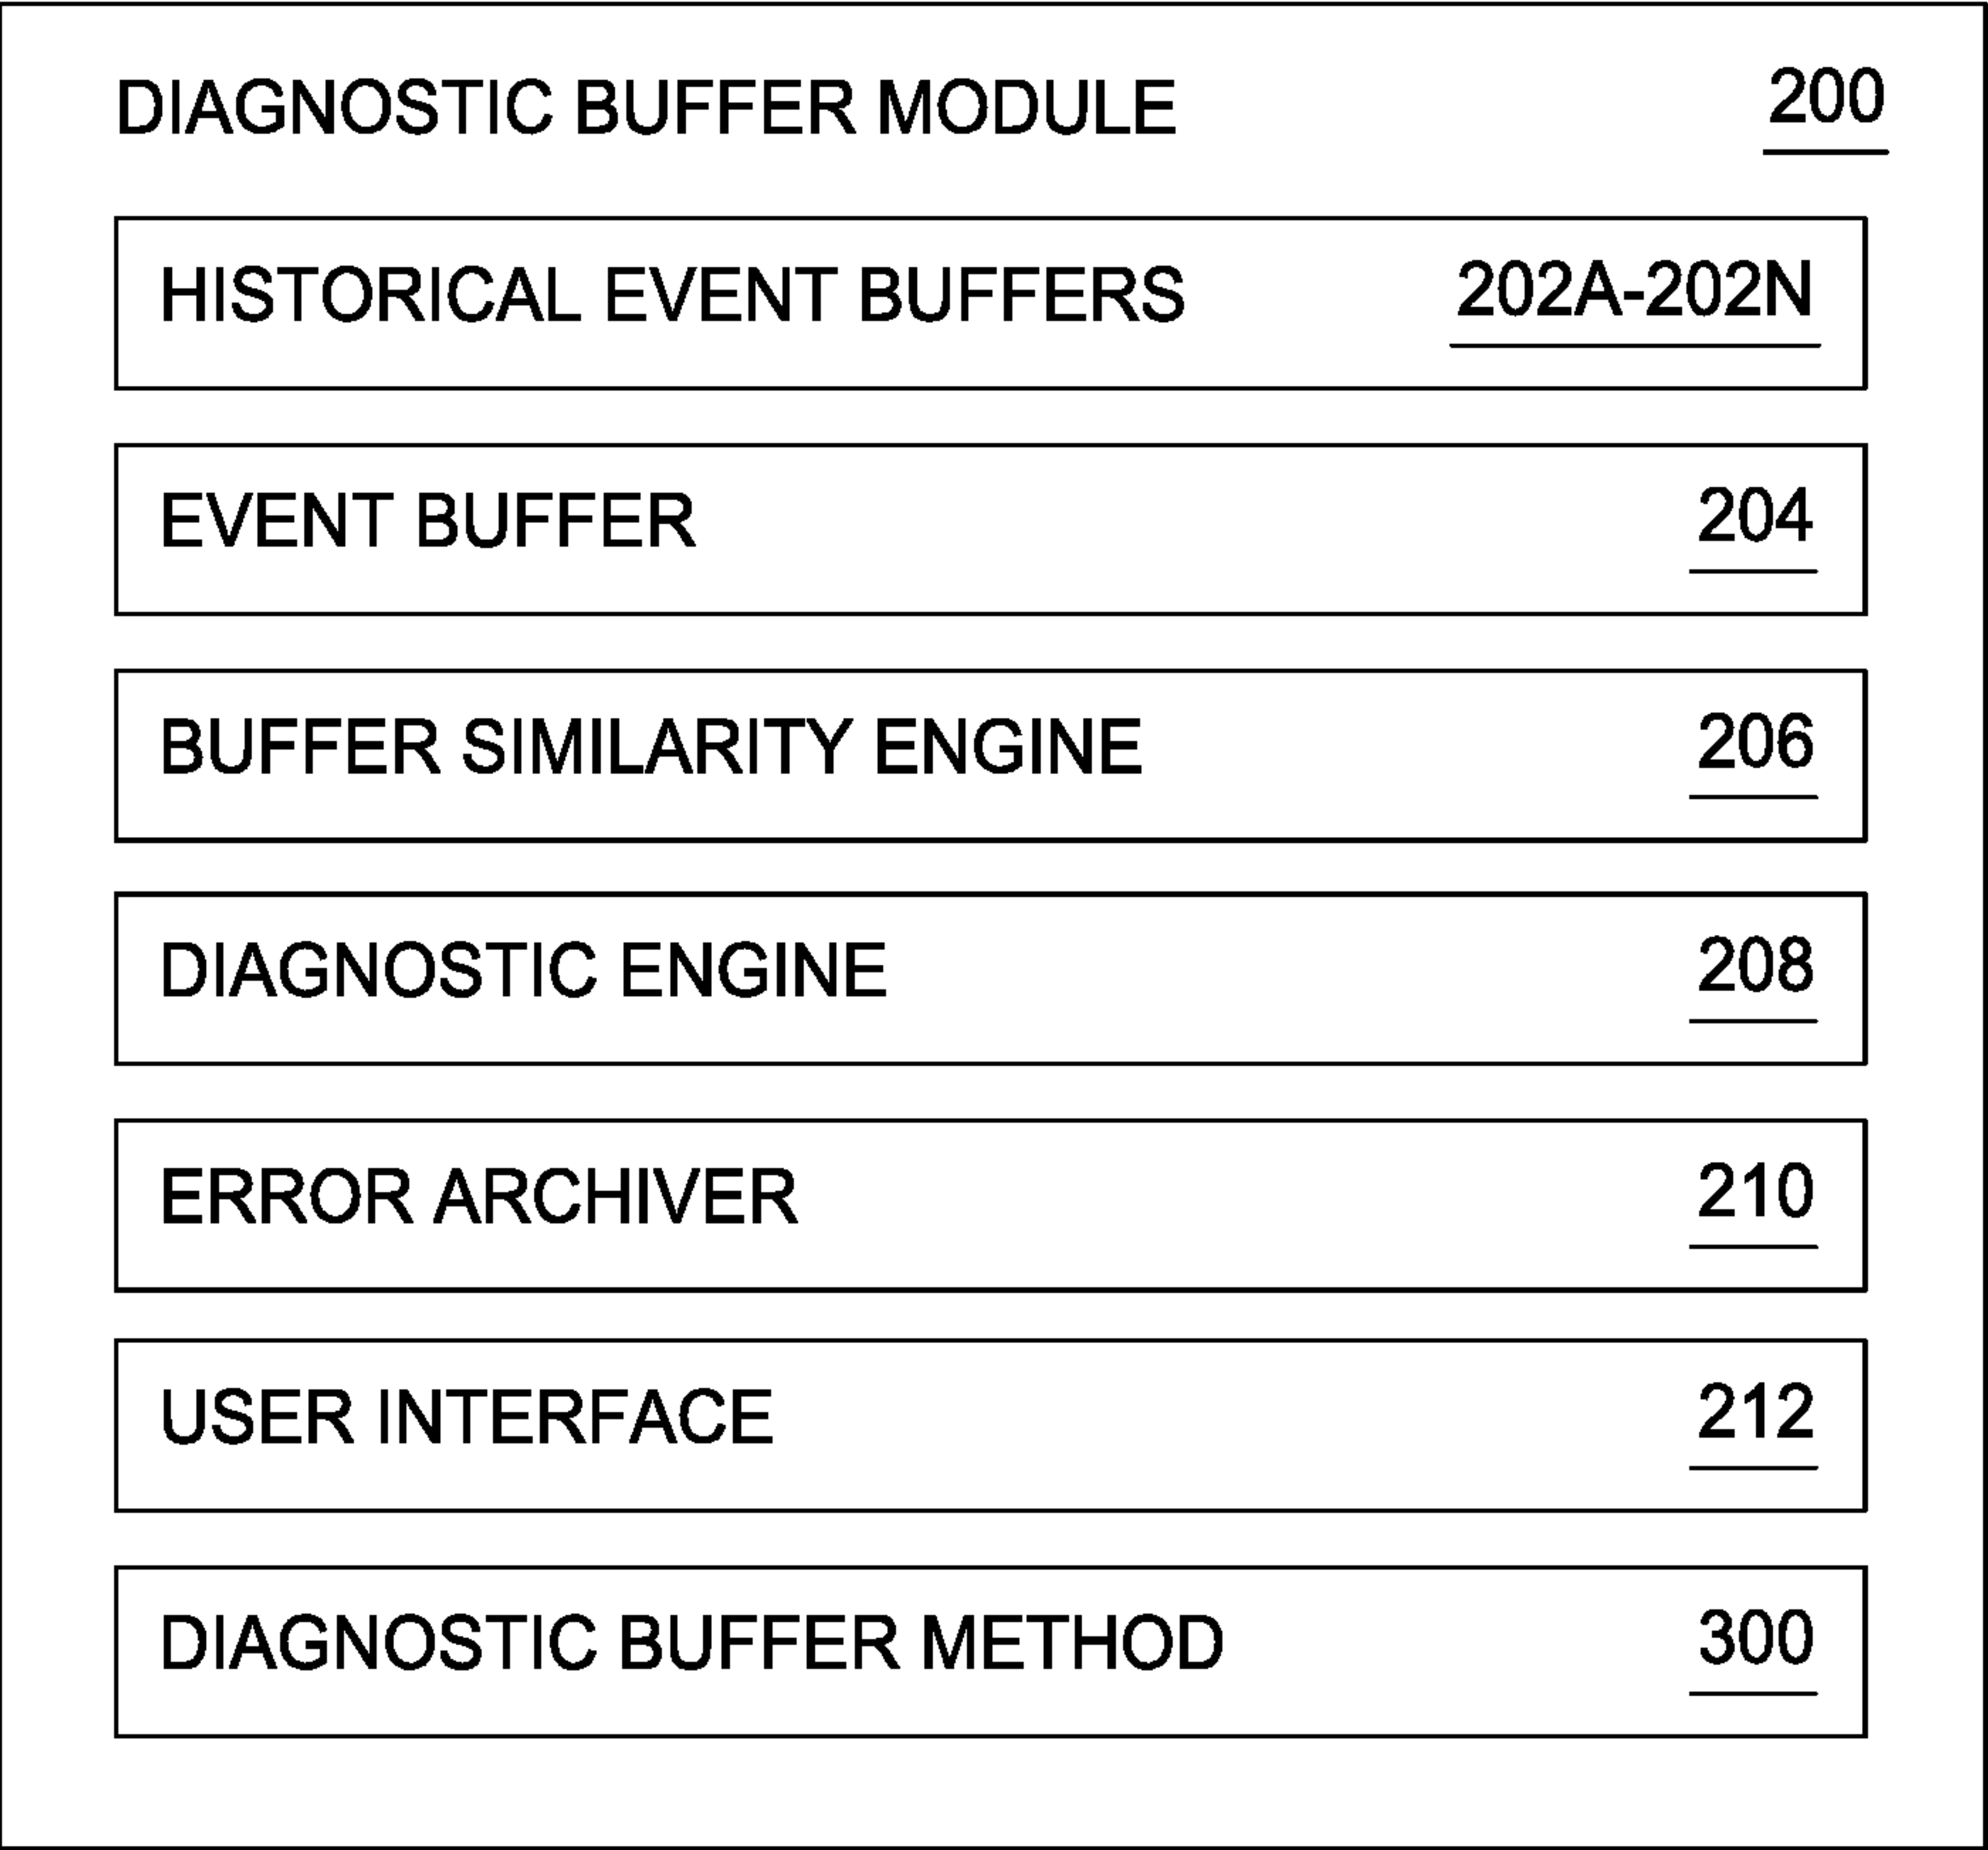 DIAGNOSTIC BUFFER MODULE 200
HISTORICAL EVENT BUFFERS 202A-202N
EVENT BUFFER 204
BUFFER SIMILARITY ENGINE 206
DIAGNOSTIC ENGINE 208
ERROR ARCHIVER 210
USER INTERFACE 212
DIAGNOSTIC BUFFER METHOD 300